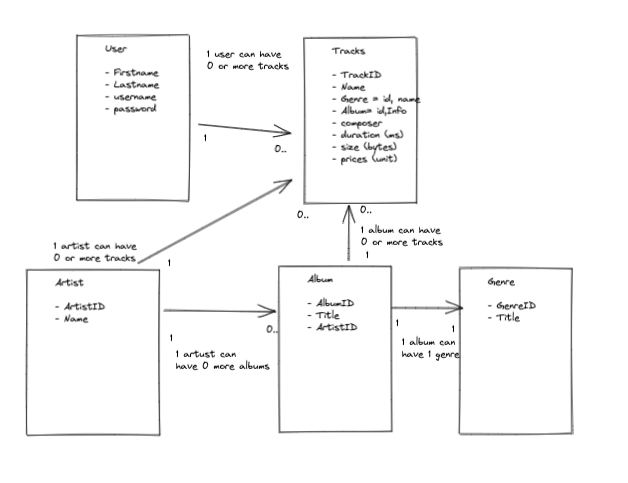 User
- Firstname
- Lastname
- username
- password
1 user can have
0 or more tracks
1
0..
Tracks
- TrackID
- Name
- Genre = id, name
- Album= id,Info
- composer
- duration (ms)
- size (bytes)
- prices (unit)
1 artist can have
0 or more tracks
1
0..
0..
1 album can have
0 or more tracks
1
Artist
- ArtistID
- Name
1
0..
1 artust can
have 0 more albums
Album
- AlbumID
- Title
- ArtistID
1
1
1 album can
have 1 genre
Genre
- GenreID
- Title